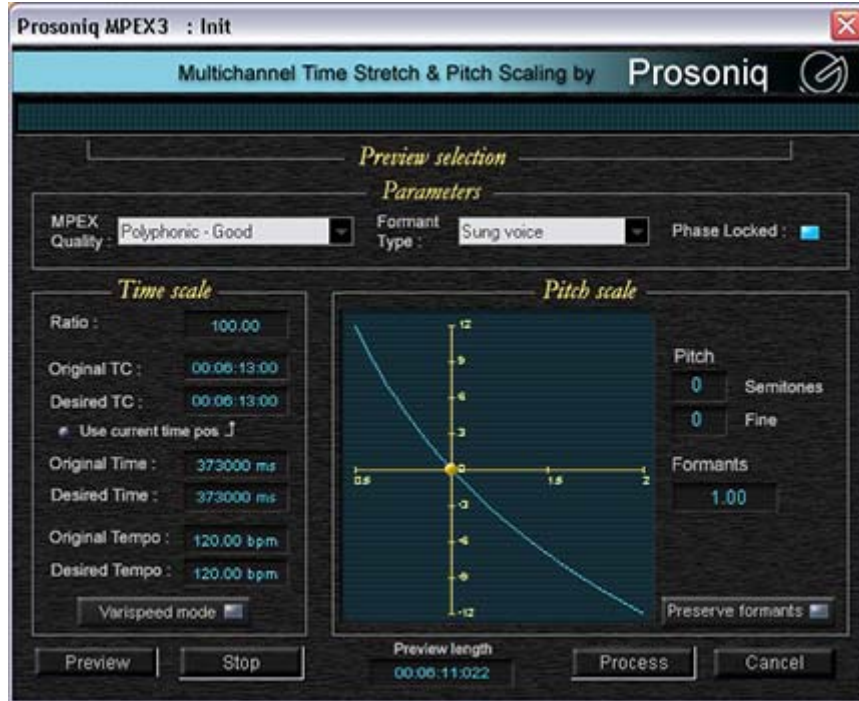 Prosoniq MPEX3 : Init
Multichannel Time Stretch & Pitch Scaling by Prosoniq
Preview selection
Parameters
MPEX Quality : Polyphonic - Good
Formant Type : Sung voice
Phase Locked :
Time scale
Ratio : 100.00
Original TC : 00:06:13:00
Desired TC : 00:06:13:00
Use current time pos
Original Time : 373000 ms
Desired Time : 373000 ms
Original Tempo : 120.00 bpm
Desired Tempo : 120.00 bpm
Varispeed mode
Pitch scale
12
9
6
3
0
0.5 1.5 2
-3
-6
-9
-12
Pitch
0 Semitones
0 Fine
Formants
1.00
Preserve formants
Preview
Stop
Preview length
00:06:11:022
Process
Cancel